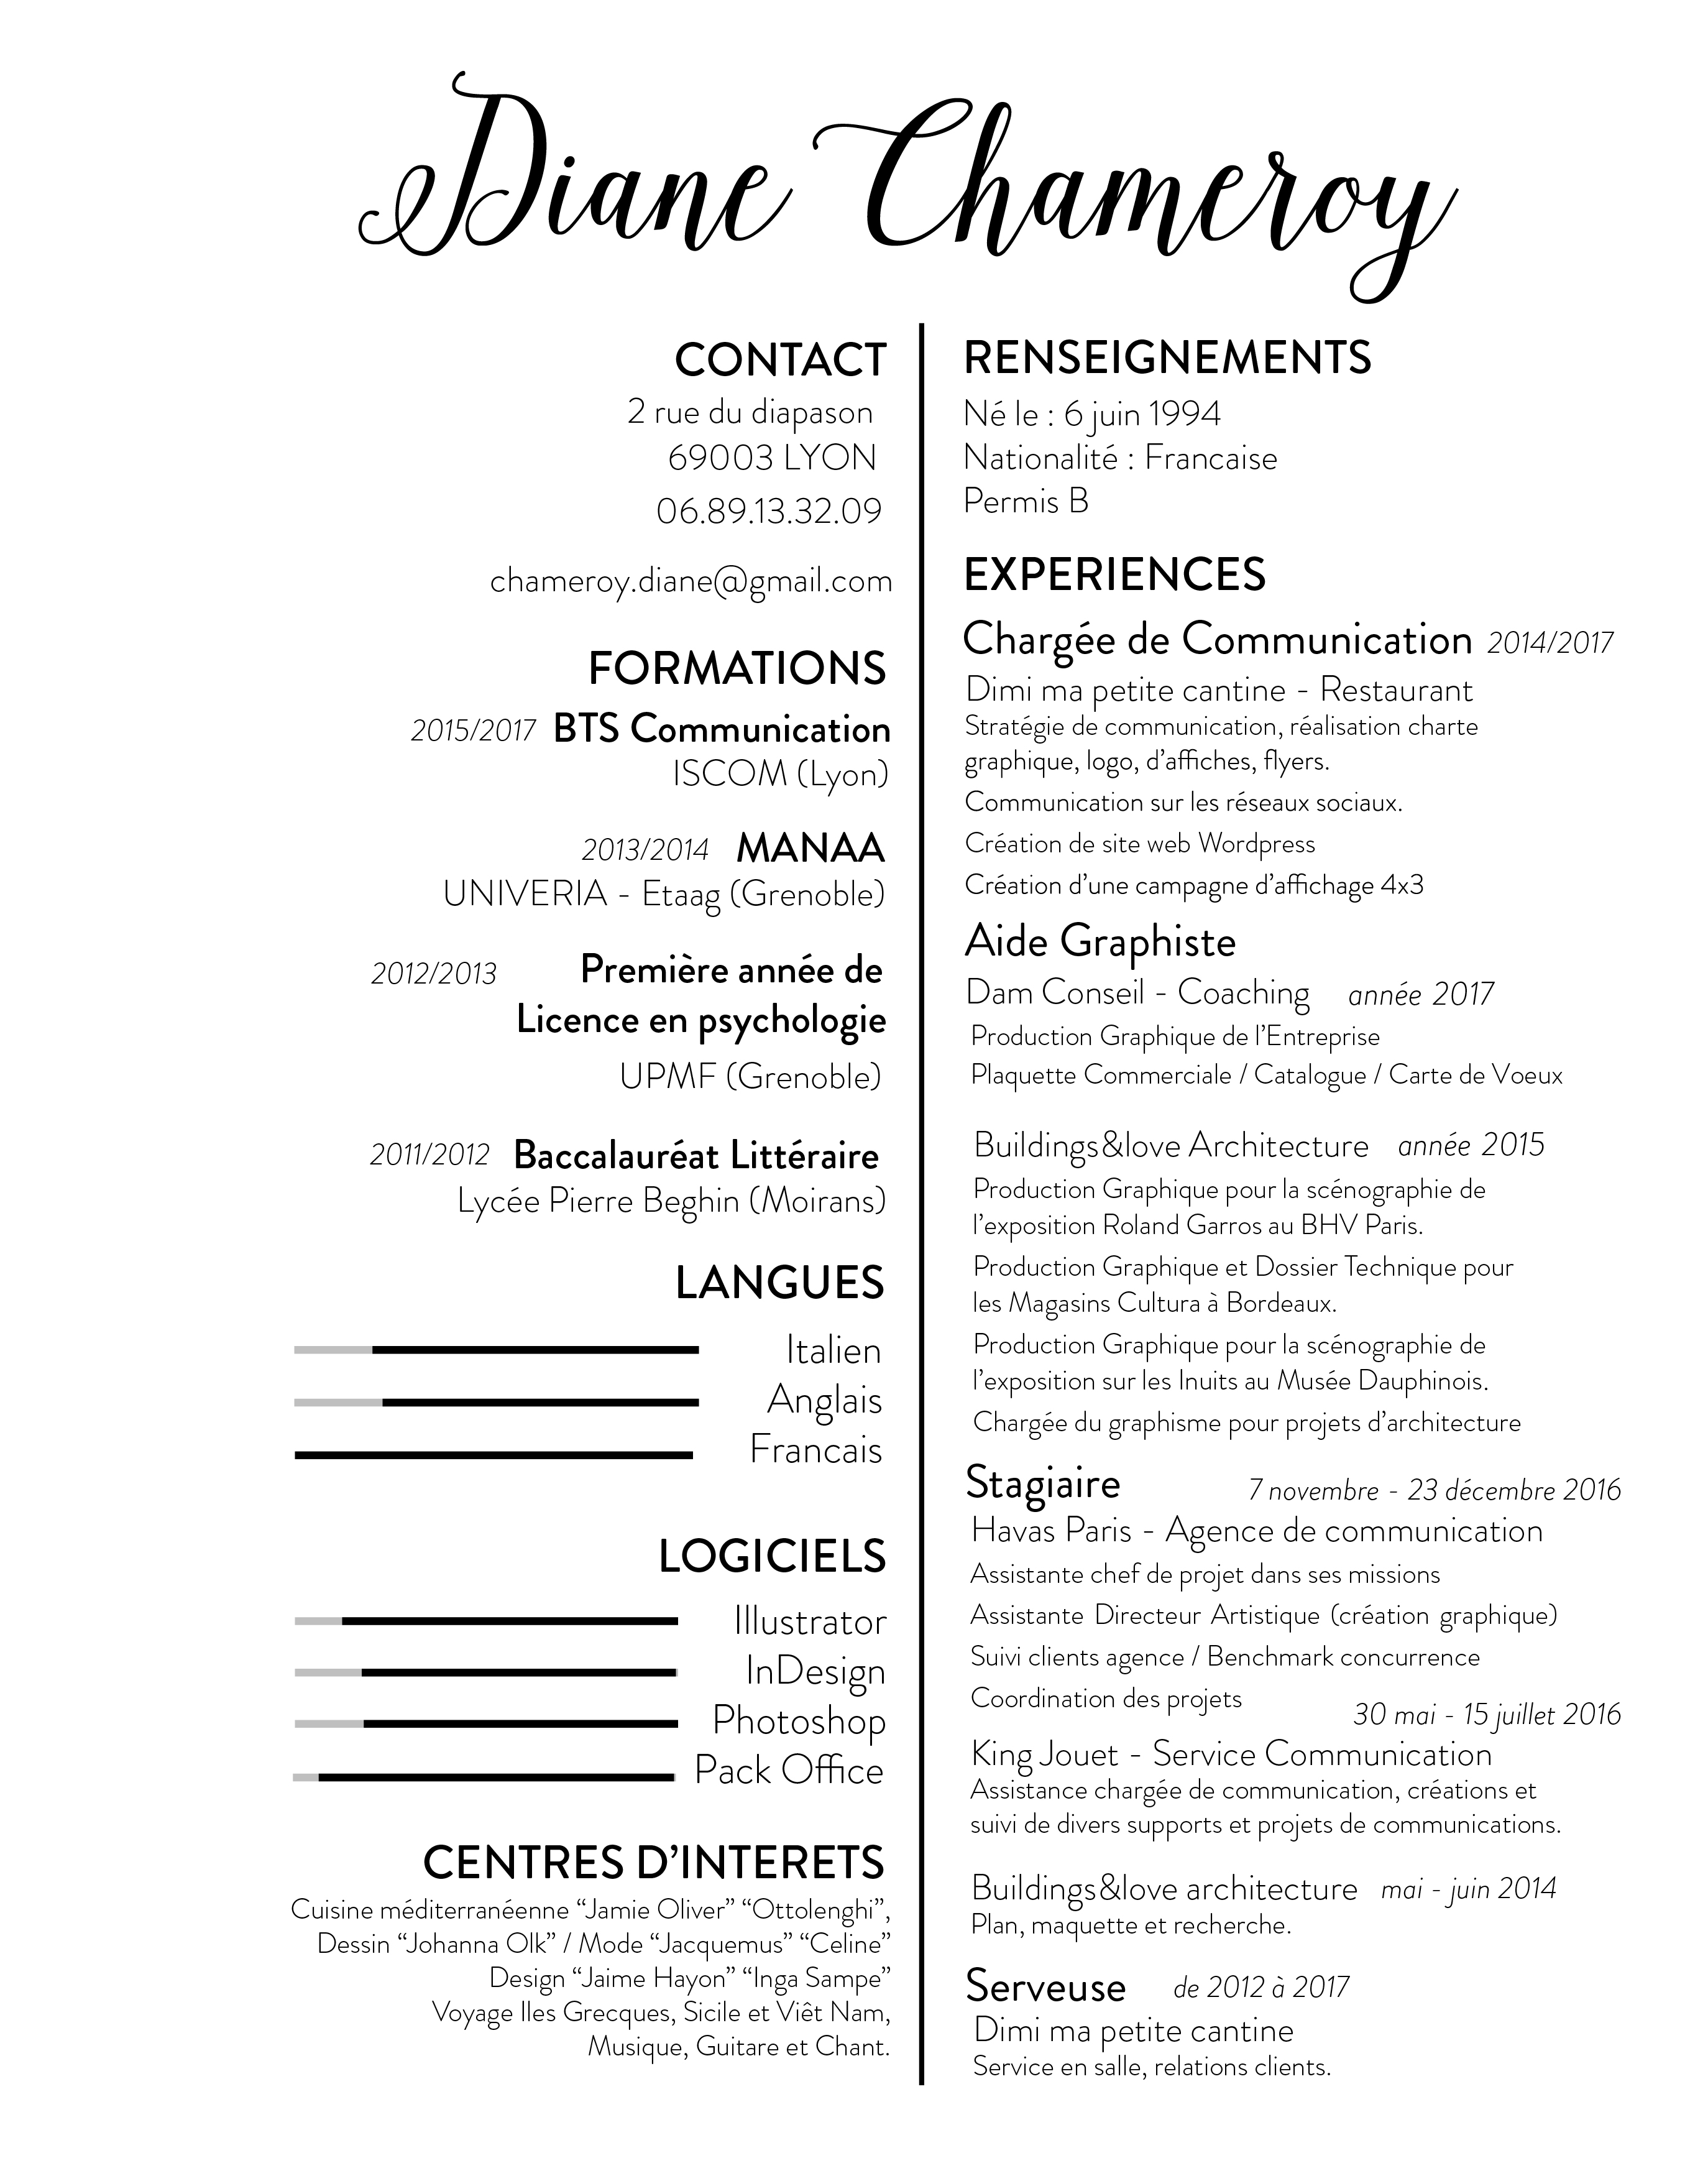 Diane Chameroy
CONTACT
2 rue du diapason
69003 LYON
06.89.13.32.09
chameroy.diane@gmail.com
FORMATIONS
2015/2017 BTS Communication
ISCOM (Lyon)
2013/2014 MANAA
UNIVERIA - Etaag (Grenoble)
2012/2013 Première année de
Licence en psychologie
UPMF (Grenoble)
2011/2012 Baccalauréat Littéraire
Lycée Pierre Beghin (Moirans)
LANGUES
Italien
Anglais
Francais
LOGICIELS
Illustrator
InDesign
Photoshop
Pack Office
CENTRES D'INTERETS
Cuisine méditerranéenne “Jamie Oliver” “Ottolenghi”,
Dessin “Johanna Olk” / Mode “Jacquemus” “Celine”
Design “Jaime Hayon” “Inga Sampe”
Voyage Iles Grecques, Sicile et Viêt Nam,
Musique, Guitare et Chant.
RENSEIGNEMENTS
Né le : 6 juin 1994
Nationalité : Francaise
Permis B
EXPERIENCES
Chargée de Communication 2014/2017
Dimi ma petite cantine - Restaurant
Stratégie de communication, réalisation charte
graphique, logo, d'affiches, flyers.
Communication sur les réseaux sociaux.
Création de site web Wordpress
Création d'une campagne d'affichage 4x3
Aide Graphiste
Dam Conseil - Coaching année 2017
Production Graphique de l'Entreprise
Plaquette Commerciale / Catalogue / Carte de Voeux
Buildings&love Architecture année 2015
Production Graphique pour la scénographie de
l'exposition Roland Garros au BHV Paris.
Production Graphique et Dossier Technique pour
les Magasins Cultura à Bordeaux.
Production Graphique pour la scénographie de
l'exposition sur les Inuits au Musée Dauphinois.
Chargée du graphisme pour projets d'architecture
Stagiaire 7 novembre - 23 décembre 2016
Havas Paris - Agence de communication
Assistante chef de projet dans ses missions
Assistante Directeur Artistique (création graphique)
Suivi clients agence / Benchmark concurrence
Coordination des projets
30 mai - 15 juillet 2016
King Jouet - Service Communication
Assistance chargée de communication, créations et
suivi de divers supports et projets de communications.
Buildings&love architecture mai - juin 2014
Plan, maquette et recherche.
Serveuse de 2012 à 2017
Dimi ma petite cantine
Service en salle, relations clients.